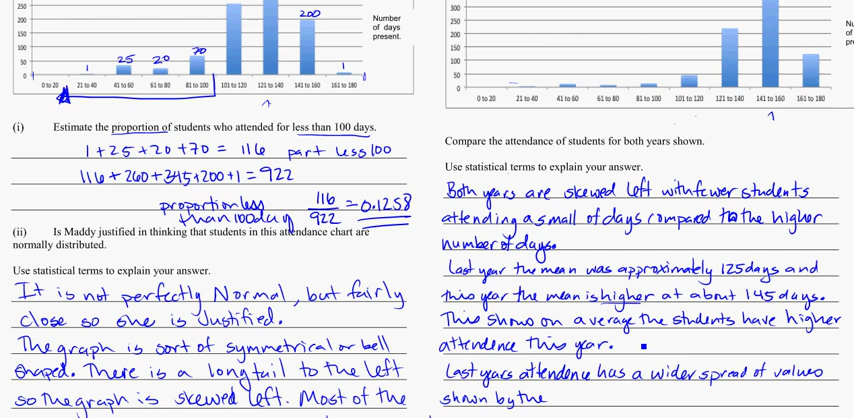 250
200
150
100
50
0
200
1
25
20
70
1
Number
of days
present.
0 to 20
21 to 40
41 to 60
61 to 80
81 to 100
101 to 120
121 to 140
141 to 160
161 to 180
(i) Estimate the proportion of students who attended for less than 100 days.
1 + 25 + 20 + 70 = 116 part less 100
116 + 260 + 345 + 200 + 1 = 922
proportion less
than 100 day 116/922 = 0.1258
(ii) Is Maddy justified in thinking that students in this attendance chart are
normally distributed.
Use statistical terms to explain your answer.
It is not perfectly Normal, but fairly
close so she is Justified.
The graph is sort of symmetrical or bell
shaped. There is a long tail to the left
so the graph is skewed left. Most of the
300
250
200
150
100
50
0
Nu
of
pre
0 to 20
21 to 40
41 to 60
61 to 80
81 to 100
101 to 120
121 to 140
141 to 160
161 to 180
Compare the attendance of students for both years shown.
Use statistical terms to explain your answer.
Both years are skewed left with fewer students
attending a small of days compared to the higher
number of days.
Last year the mean was approximately 125 days and
this year the mean is higher at about 145 days.
This shows on average the students have higher
attendence this year.
Last years attendence has a wider spread of values
shown by the